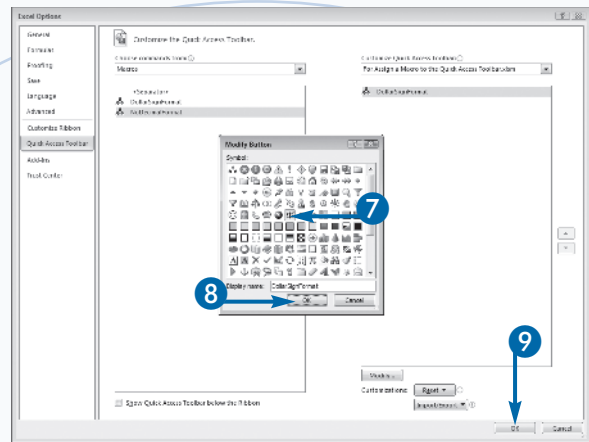 Excel Options
General
Formulas
Proofing
Save
Language
Advanced
Customize Ribbon
Quick Access Toolbar
Add-Ins
Trust Center
Customize the Quick Access Toolbar.
Choose commands from:
Macros
<Separator>
DollarSignFormat
NoDecimalFormat
Customize Quick Access Toolbar:
For Assign a Macro to the Quick Access Toolbar.xlsm
DollarSignFormat
Modify Button
Symbol:
7
Display name: DollarSignFormat
8
OK Cancel
9
Modify...
Customizations: Reset
Import/Export
Show Quick Access Toolbar below the Ribbon
OK Cancel